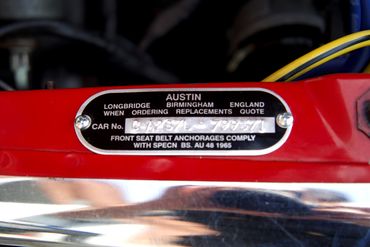 AUSTIN
LONGBRIDGE BIRMINGHAM ENGLAND
WHEN ORDERING REPLACEMENTS QUOTE
CAR No.
FRONT SEAT BELT ANCHORAGES COMPLY
WITH SPECN BS. AU 48 1965